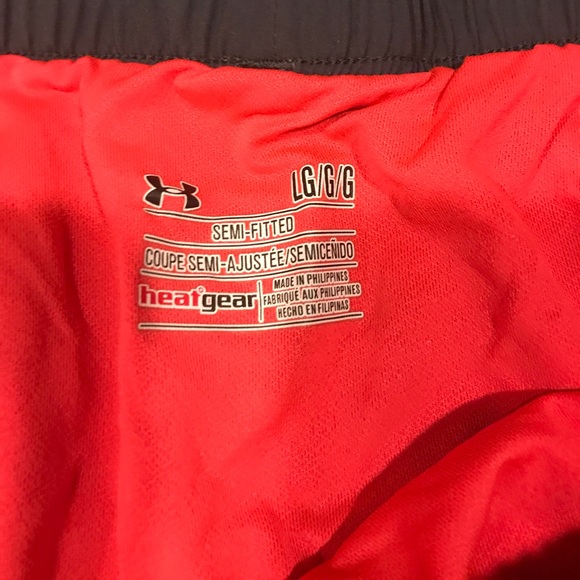 LG/G/G
SEMI-FITTED
COUPE SEMI-AJUSTÉE/SEMICEÑIDO
heatgear
MADE IN PHILIPPINES
FABRIQUÉ AUX PHILIPPINES
HECHO EN FILIPINAS